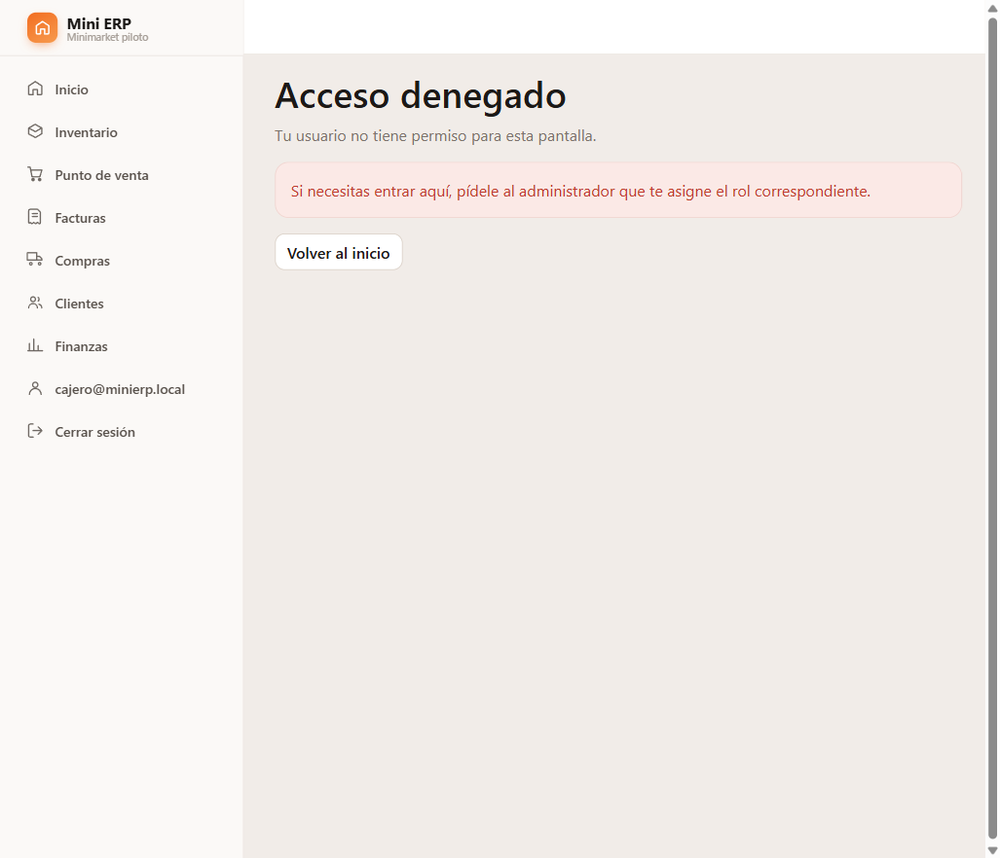 Mini ERP
Minimarket piloto
Inicio
Inventario
Punto de venta
Facturas
Compras
Clientes
Finanzas
cajero@minierp.local
Cerrar sesión
Acceso denegado
Tu usuario no tiene permiso para esta pantalla.
Si necesitas entrar aquí, pídele al administrador que te asigne el rol correspondiente.
Volver al inicio